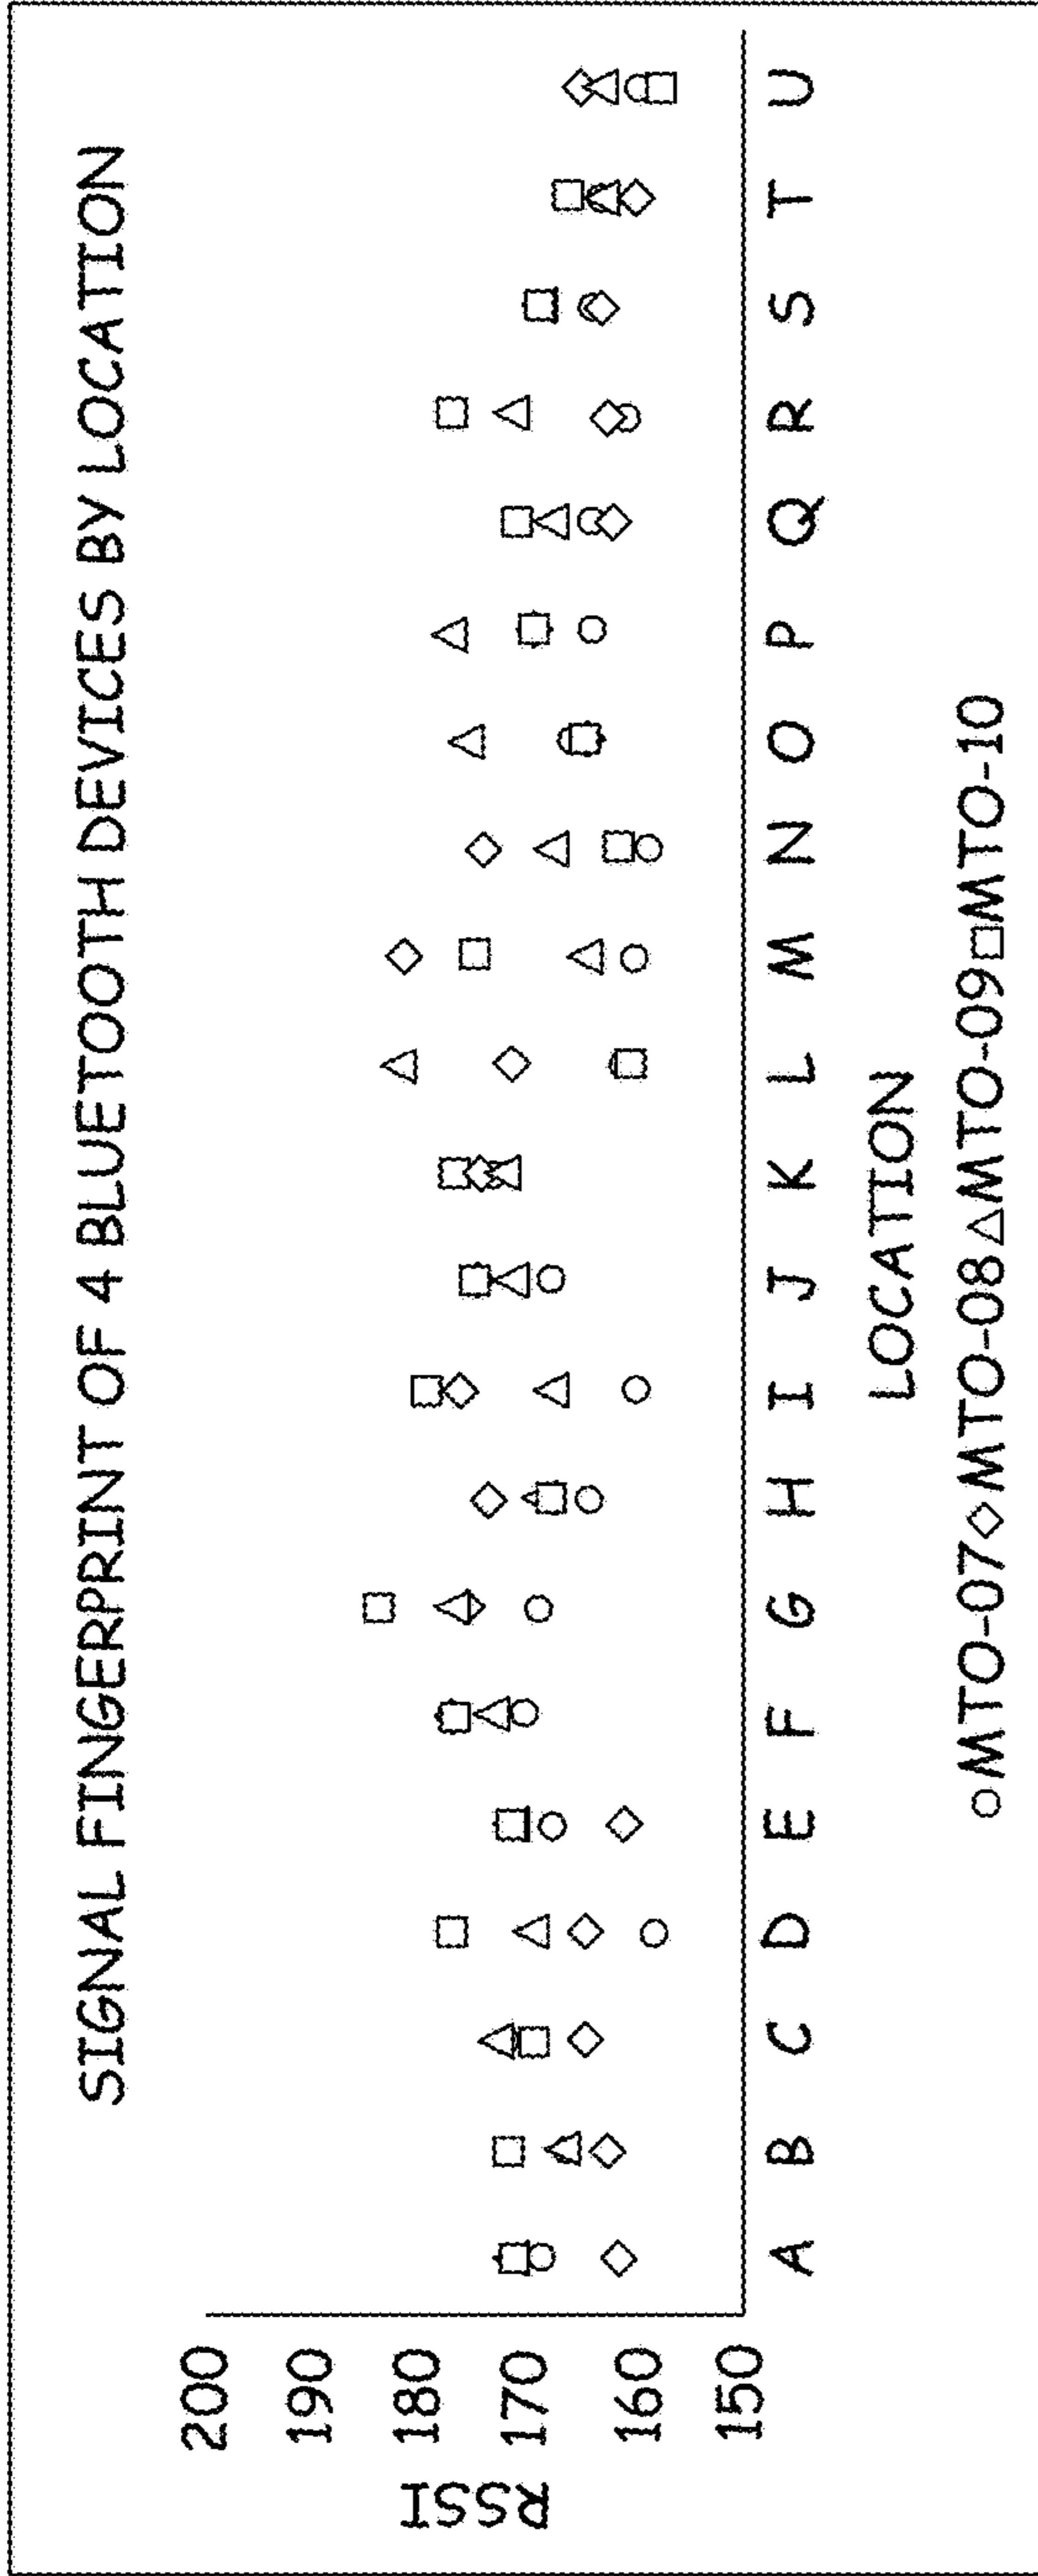 SIGNAL FINGERPRINT OF 4 BLUETOOTH DEVICES BY LOCATION
200
190
180
170
160
150
RSSI
A B C D E F G H I J K L M N O P Q R S T U
LOCATION
○MTO-07◇MTO-08△MTO-09□MTO-10